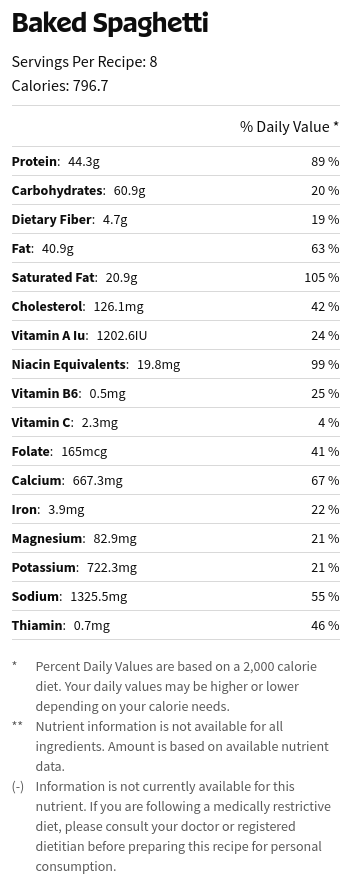 Baked Spaghetti
Servings Per Recipe: 8
Calories: 796.7
% Daily Value *
Protein: 44.3g 89 %
Carbohydrates: 60.9g 20 %
Dietary Fiber: 4.7g 19 %
Fat: 40.9g 63 %
Saturated Fat: 20.9g 105 %
Cholesterol: 126.1mg 42 %
Vitamin A Iu: 1202.6IU 24 %
Niacin Equivalents: 19.8mg 99 %
Vitamin B6: 0.5mg 25 %
Vitamin C: 2.3mg 4 %
Folate: 165mcg 41 %
Calcium: 667.3mg 67 %
Iron: 3.9mg 22 %
Magnesium: 82.9mg 21 %
Potassium: 722.3mg 21 %
Sodium: 1325.5mg 55 %
Thiamin: 0.7mg 46 %
* Percent Daily Values are based on a 2,000 calorie
diet. Your daily values may be higher or lower
depending on your calorie needs.
** Nutrient information is not available for all
ingredients. Amount is based on available nutrient
data.
(-) Information is not currently available for this
nutrient. If you are following a medically restrictive
diet, please consult your doctor or registered
dietitian before preparing this recipe for personal
consumption.